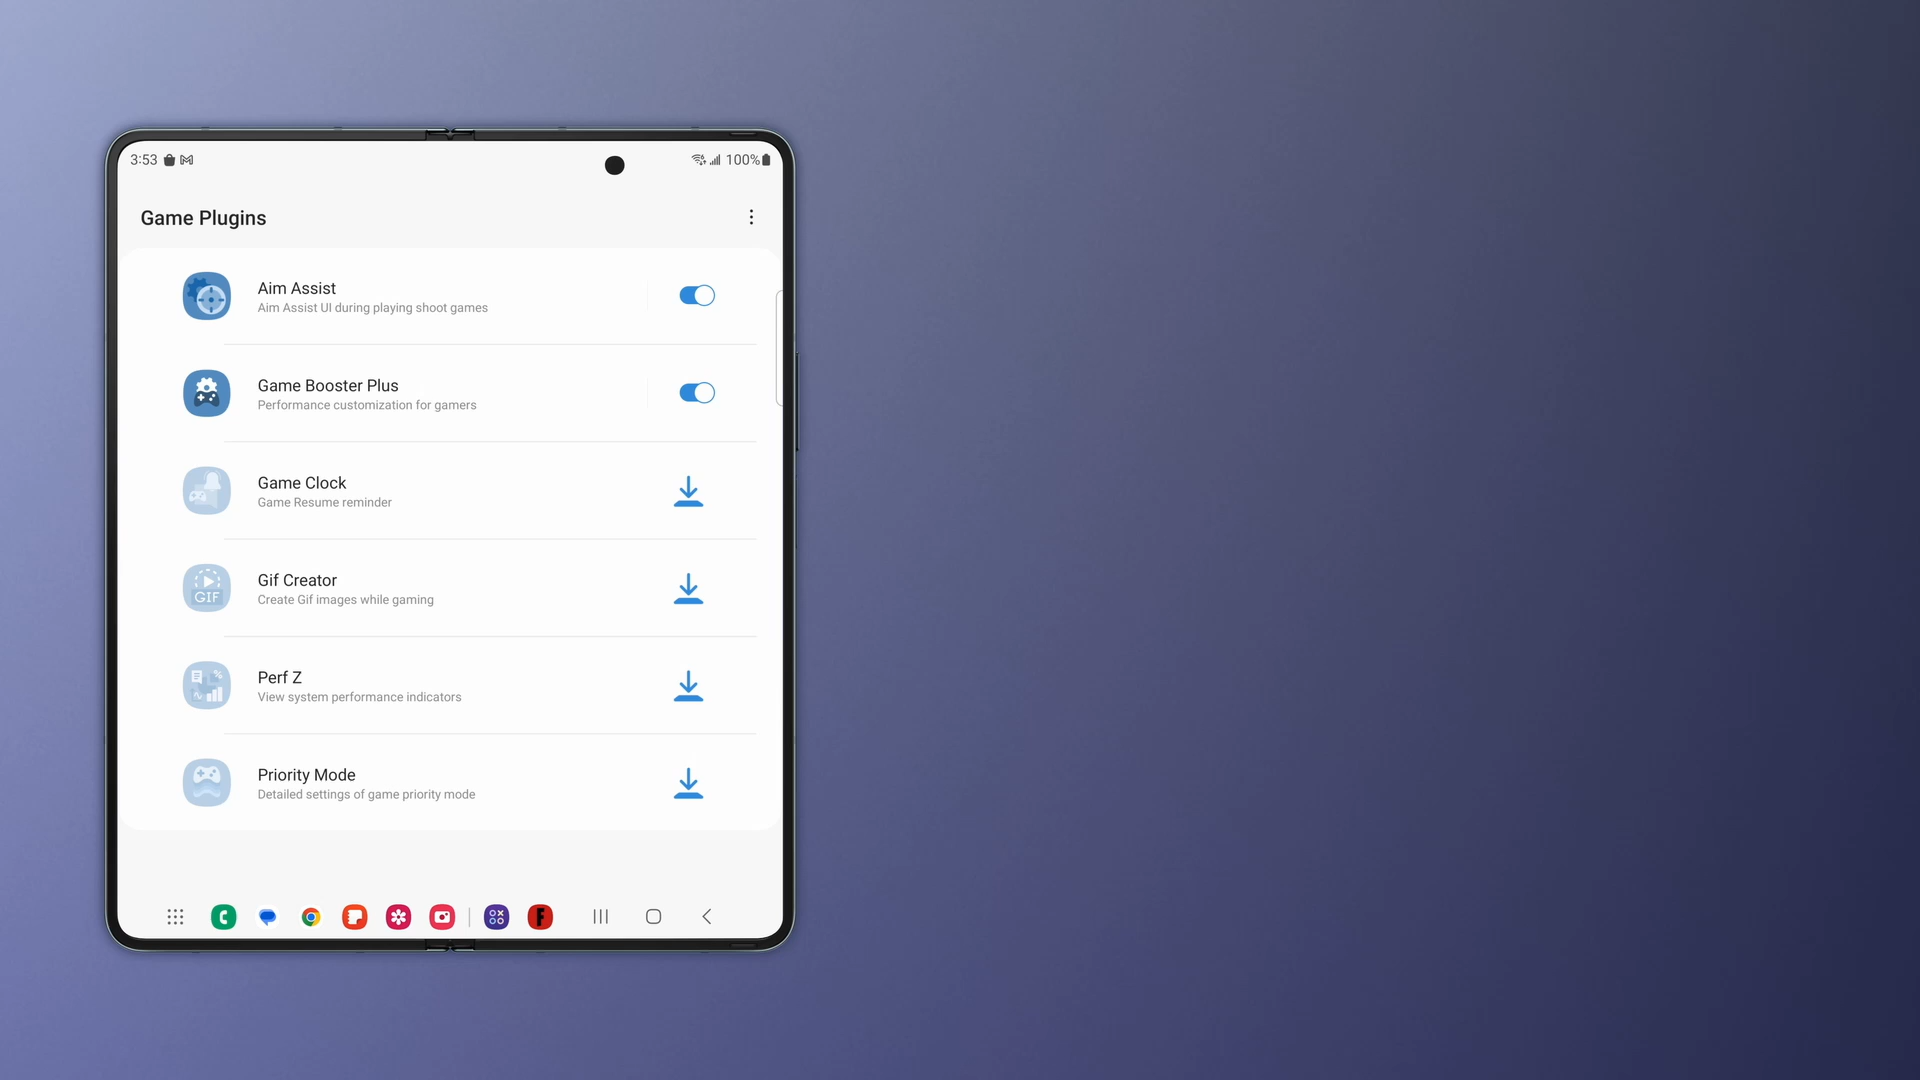 3:53
100%
Game Plugins
Aim Assist
Aim Assist UI during playing shoot games
Game Booster Plus
Performance customization for gamers
Game Clock
Game Resume reminder
GIF
Gif Creator
Create Gif images while gaming
Perf Z
View system performance indicators
Priority Mode
Detailed settings of game priority mode
F